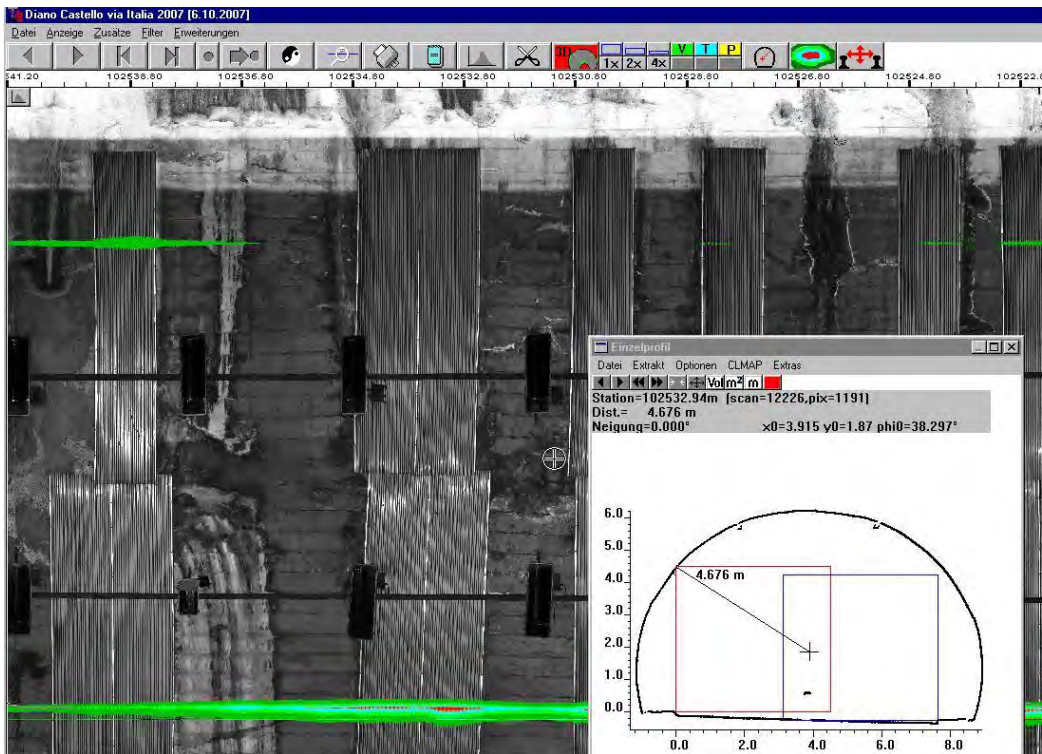 Diano Castello via Italia 2007 [6.10.2007]
Datei Anzeige Zusätze Filter Erweiterungen
3D 1x 2x 4x V T P
541.20 102538.80 102536.80 102534.80 102532.80 102530.80 102528.80 102526.80 102524.80 102522.8
Einzelprofil
Datei Extrakt Optionen CLMAP Extras
Vol m² m
Station=102532.94m [scan=12226,pix=1191]
Dist.= 4.676 m
Neigung=0.000° x0=3.915 y0=1.87 phi0=38.297°
6.0
5.0
4.676 m
4.0
3.0
2.0
1.0
0.0
0.0 2.0 4.0 6.0 8.0